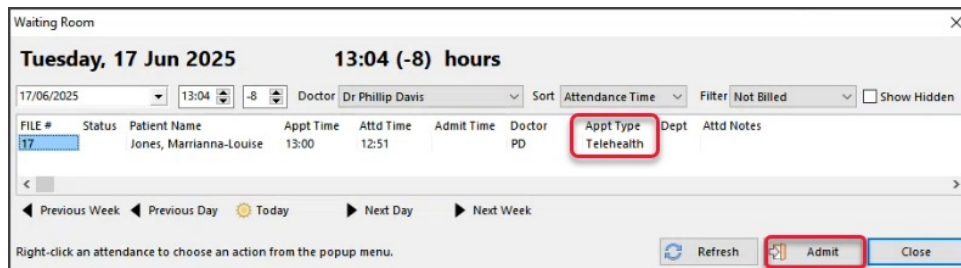 Waiting Room
Tuesday, 17 Jun 2025 13:04 (-8) hours
17/06/2025 13:04 -8 Doctor Dr Phillip Davis Sort Attendance Time Filter Not Billed Show Hidden
FILE # Status Patient Name Appt Time Attd Time Admit Time Doctor Appt Type Dept Attd Notes
17 Jones, Marrianna-Louise 13:00 12:51 PD Telehealth
Previous Week Previous Day Today Next Day Next Week
Right-click an attendance to choose an action from the popup menu. Refresh Admit Close